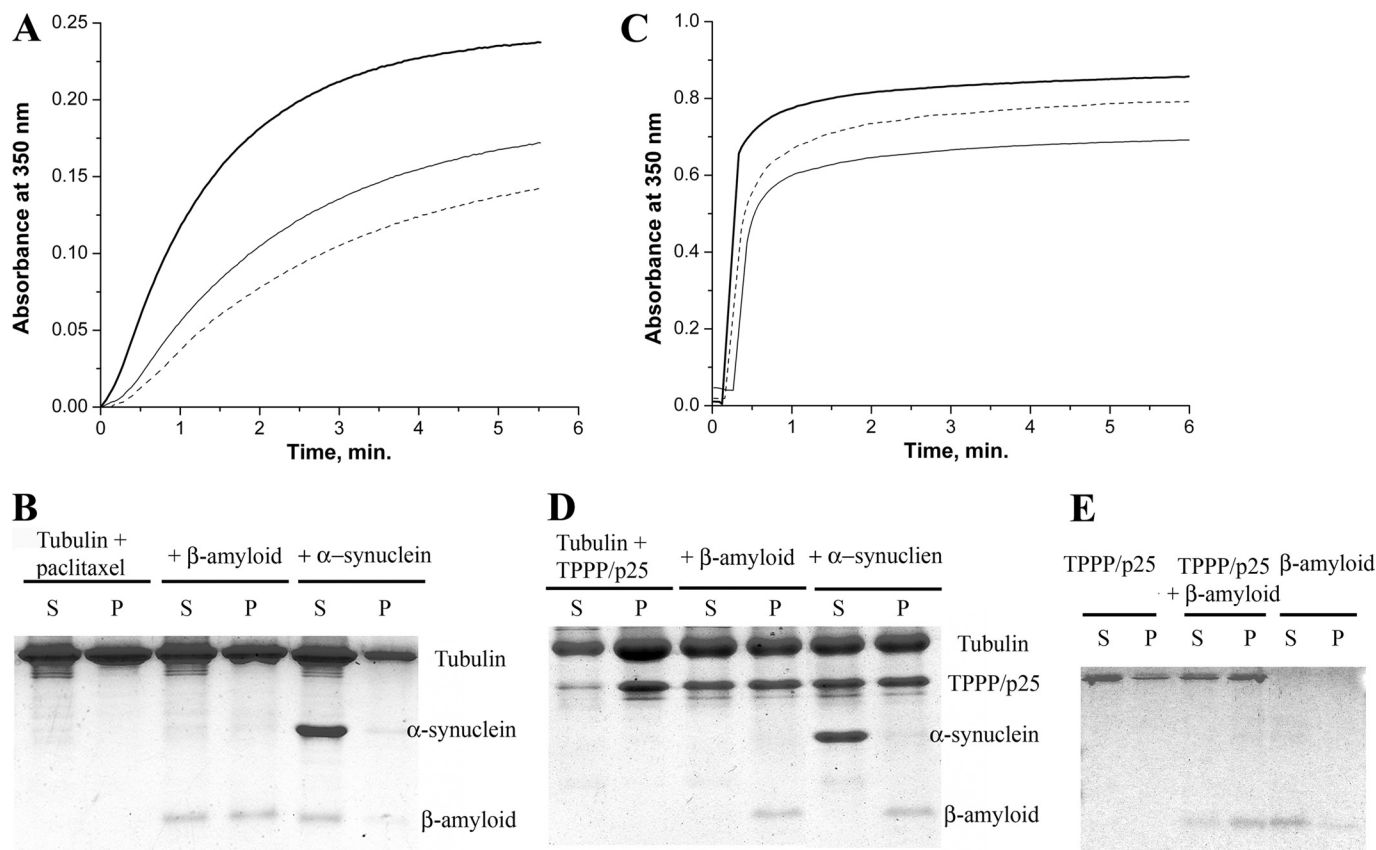 A
0.25
0.20
0.15
0.10
0.05
0.00
Absorbance at 350 nm
0 1 2 3 4 5 6
Time, min.
C
1.0
0.8
0.6
0.4
0.2
0.0
Absorbance at 350 nm
0 1 2 3 4 5 6
Time, min.
B
Tubulin +
paclitaxel
+ β-amyloid
+ α–synuclein
S P S P S P
Tubulin
α-synuclein
β-amyloid
D
Tubulin +
TPPP/p25
+ β-amyloid
+ α–synuclien
S P S P S P
Tubulin
TPPP/p25
α-synuclein
β-amyloid
E
TPPP/p25
TPPP/p25
+ β-amyloid
β-amyloid
S P S P S P